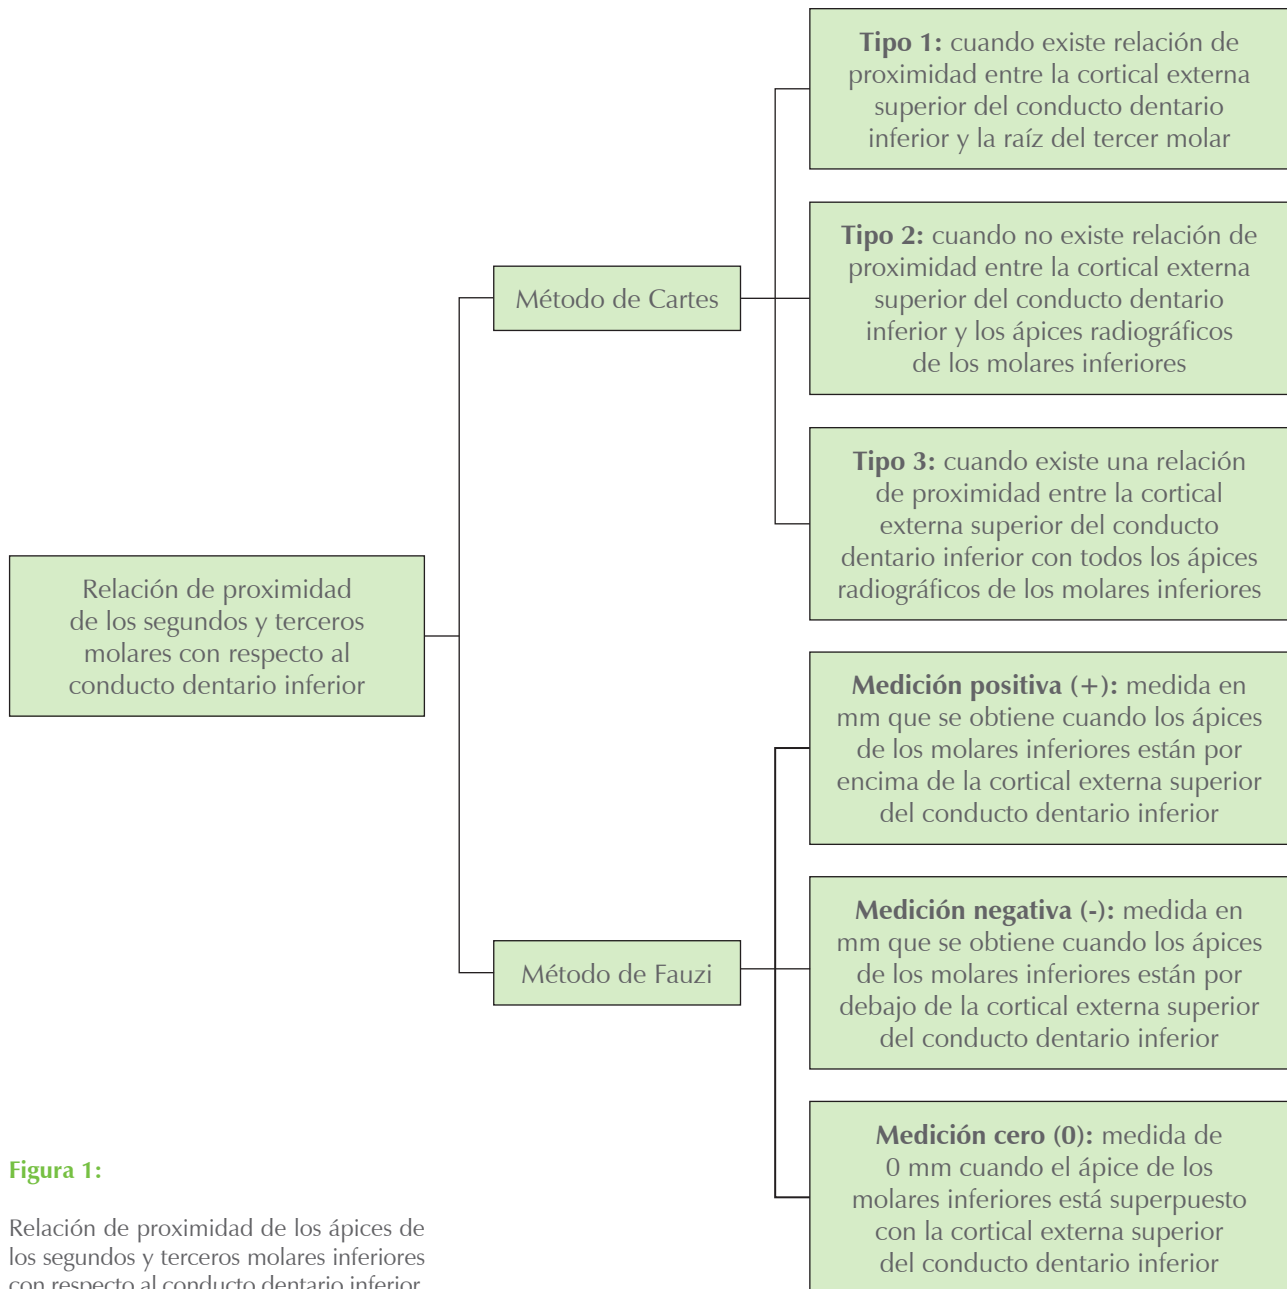 Relación de proximidad
de los segundos y terceros
molares con respecto al
conducto dentario inferior
Método de Cartes
Tipo 1: cuando existe relación de
proximidad entre la cortical externa
superior del conducto dentario
inferior y la raíz del tercer molar
Tipo 2: cuando no existe relación de
proximidad entre la cortical externa
superior del conducto dentario
inferior y los ápices radiográficos
de los molares inferiores
Tipo 3: cuando existe una relación
de proximidad entre la cortical
externa superior del conducto
dentario inferior con todos los ápices
radiográficos de los molares inferiores
Método de Fauzi
Medición positiva (+): medida en
mm que se obtiene cuando los ápices
de los molares inferiores están por
encima de la cortical externa superior
del conducto dentario inferior
Medición negativa (-): medida en
mm que se obtiene cuando los ápices
de los molares inferiores están por
debajo de la cortical externa superior
del conducto dentario inferior
Medición cero (0): medida de
0 mm cuando el ápice de los
molares inferiores está superpuesto
con la cortical externa superior
del conducto dentario inferior
Figura 1:
Relación de proximidad de los ápices de
los segundos y terceros molares inferiores
con respecto al conducto dentario inferior.